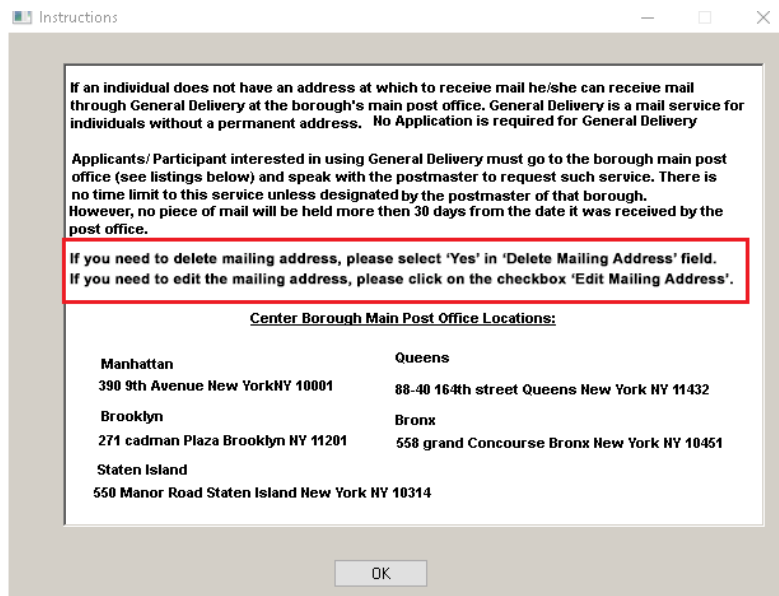 Instructions
If an individual does not have an address at which to receive mail he/she can receive mail
through General Delivery at the borough's main post office. General Delivery is a mail service for
individuals without a permanent address. No Application is required for General Delivery
Applicants/Participant interested in using General Delivery must go to the borough main post
office (see listings below) and speak with the postmaster to request such service. There is
no time limit to this service unless designated by the postmaster of that borough.
However, no piece of mail will be held more then 30 days from the date it was received by the
post office.
If you need to delete mailing address, please select ‘Yes’ in ‘Delete Mailing Address’ field.
If you need to edit the mailing address, please click on the checkbox ‘Edit Mailing Address’.
Center Borough Main Post Office Locations:
Manhattan
390 9th Avenue New YorkNY 10001
Queens
88-40 164th street Queens New York NY 11432
Brooklyn
271 cadman Plaza Brooklyn NY 11201
Bronx
558 grand Concourse Bronx New York NY 10451
Staten Island
550 Manor Road Staten Island New York NY 10314
OK